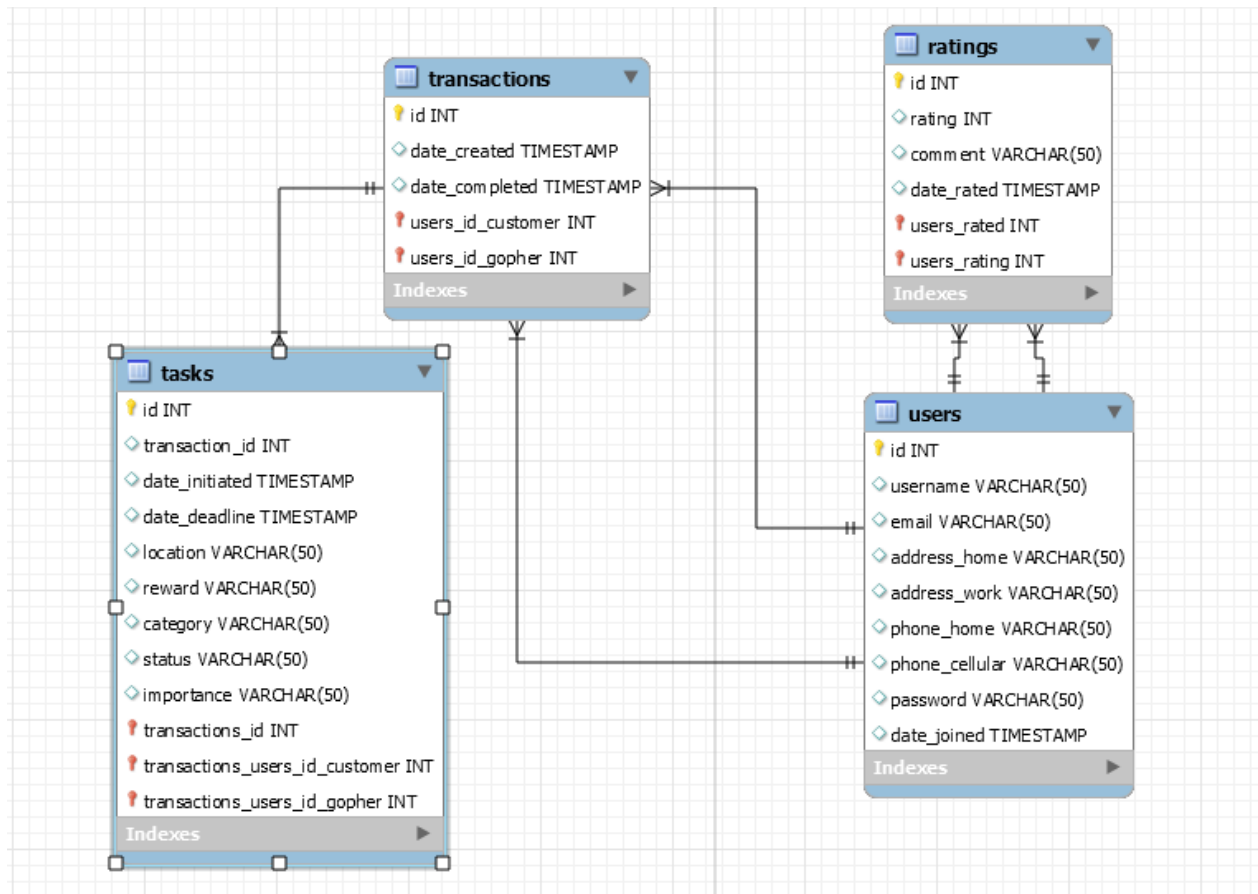 transactions
id INT
date_created TIMESTAMP
date_completed TIMESTAMP
users_id_customer INT
users_id_gopher INT
Indexes
ratings
id INT
rating INT
comment VARCHAR(50)
date_rated TIMESTAMP
users_rated INT
users_rating INT
Indexes
tasks
id INT
transaction_id INT
date_initiated TIMESTAMP
date_deadline TIMESTAMP
location VARCHAR(50)
reward VARCHAR(50)
category VARCHAR(50)
status VARCHAR(50)
importance VARCHAR(50)
transactions_id INT
transactions_users_id_customer INT
transactions_users_id_gopher INT
Indexes
users
id INT
username VARCHAR(50)
email VARCHAR(50)
address_home VARCHAR(50)
address_work VARCHAR(50)
phone_home VARCHAR(50)
phone_cellular VARCHAR(50)
password VARCHAR(50)
date_joined TIMESTAMP
Indexes